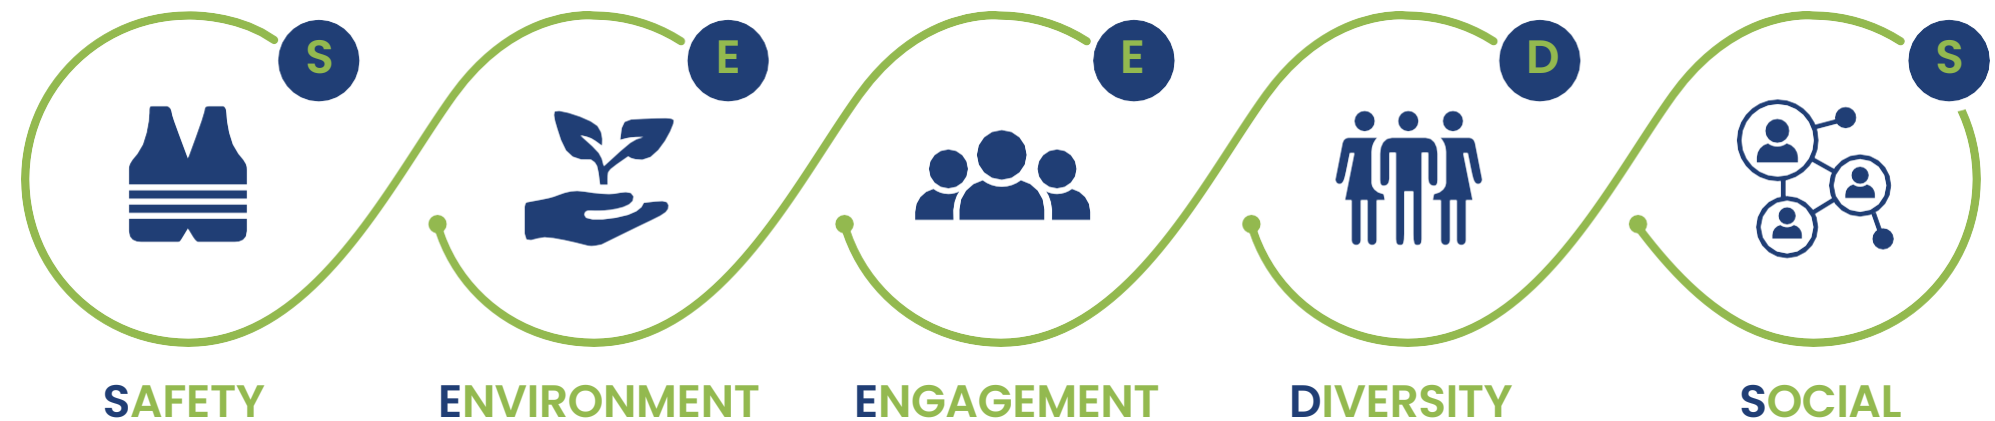 S E E D S
SAFETY ENVIRONMENT ENGAGEMENT DIVERSITY SOCIAL